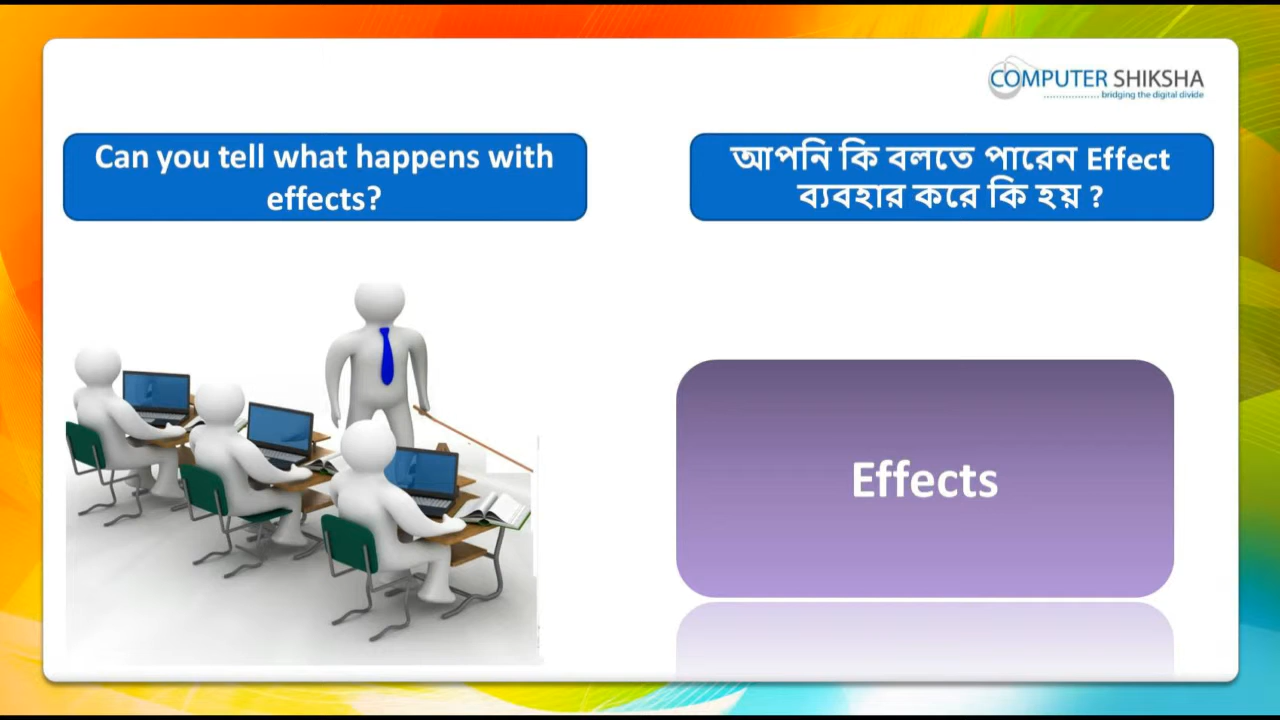 COMPUTER SHIKSHA
bridging the digital divide
Can you tell what happens with
effects?
আপনি কি বলতে পারেন Effect
ব্যবহার করে কি হয় ?
Effects